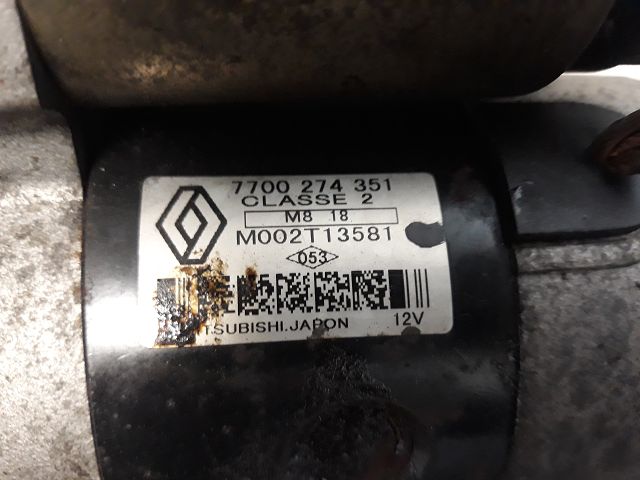 7700 274 351
CLASSE 2
M8 18
M002T13581
053
TSUBISHI.JAPON 12V